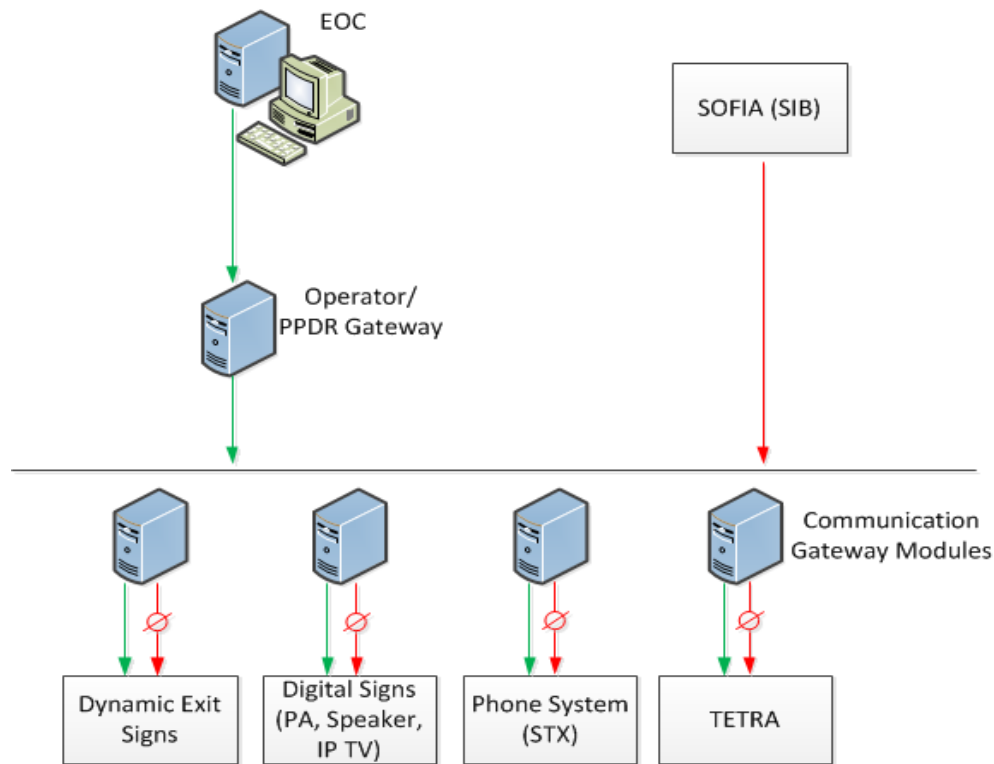 EOC
SOFIA (SIB)
Operator/
PPDR Gateway
Communication
Gateway Modules
Dynamic Exit
Signs
Digital Signs
(PA, Speaker,
IP TV)
Phone System
(STX)
TETRA